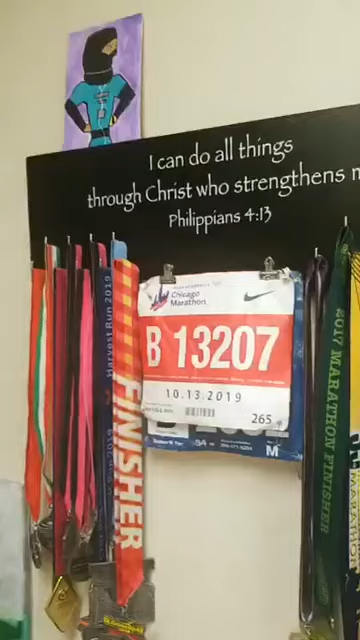 I can do all things
through Christ who strengthens
Philippians 4:13
Harvest Run 2019
Chicago
Marathon
B 13207
10.13.2019
265
M
FINISHER
2017 MARATHON FINISHER
MARATHON